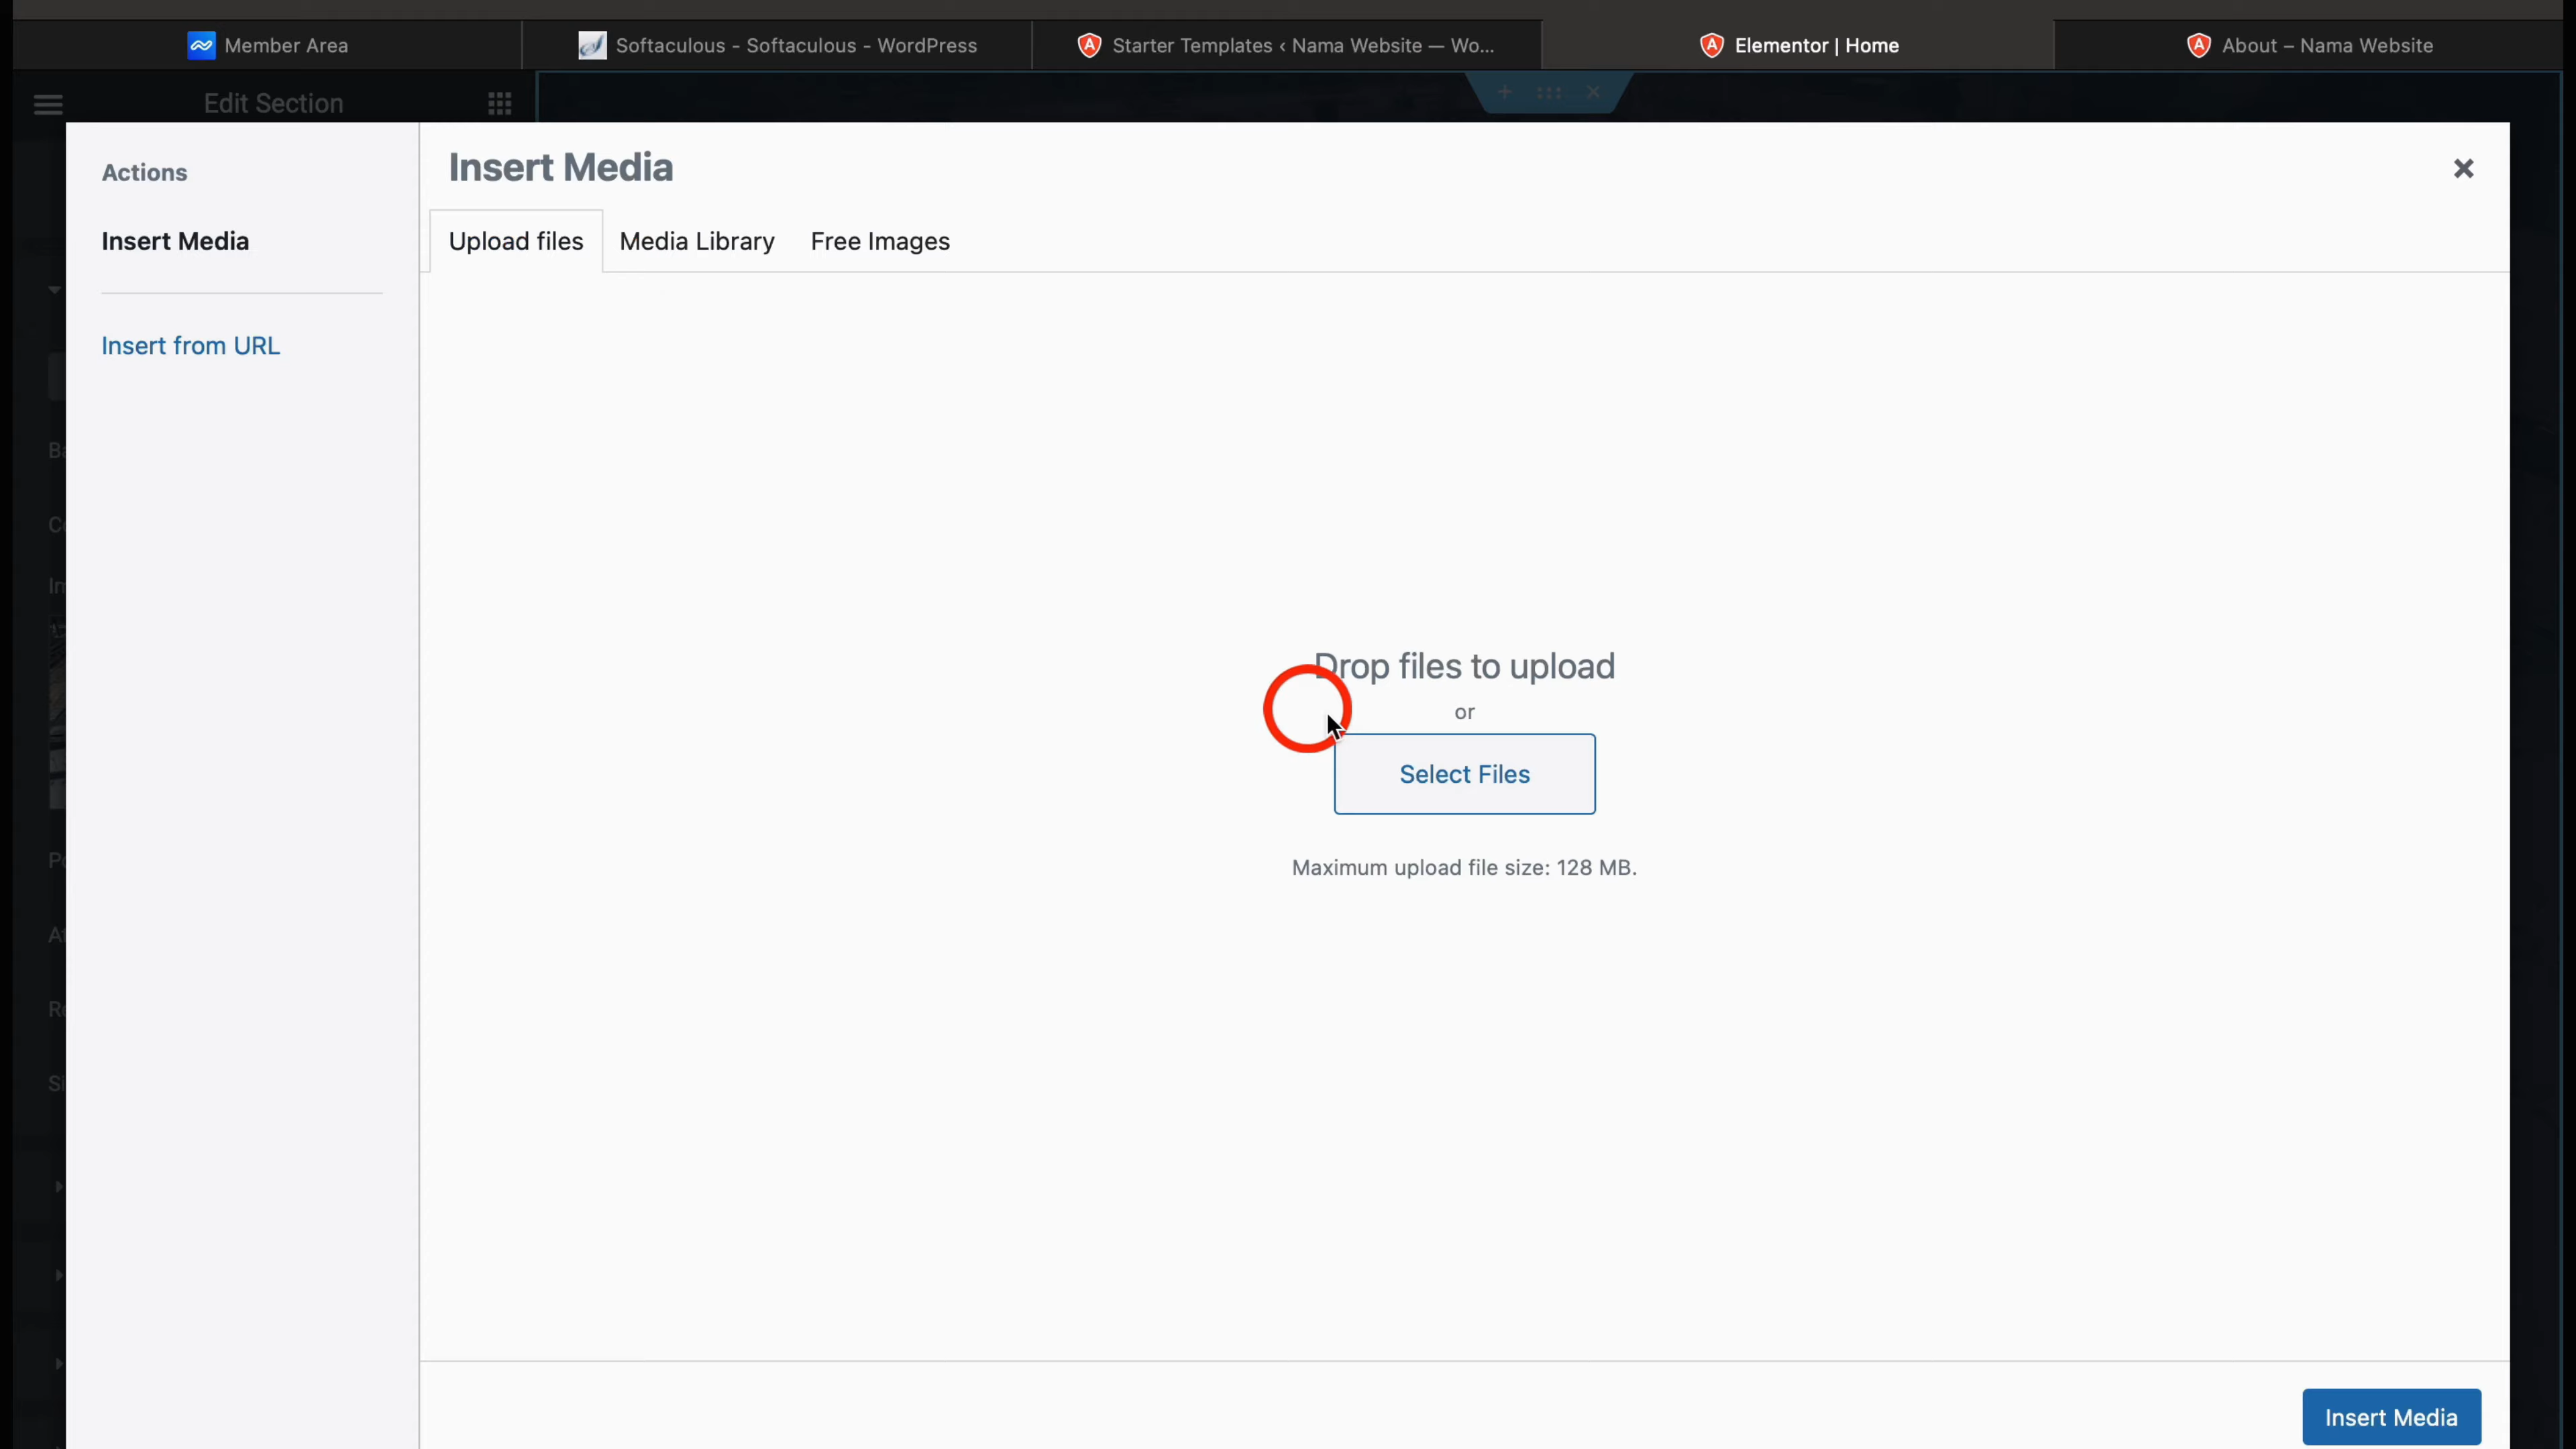 Member Area
Softaculous - Softaculous - WordPress
Starter Templates ‹ Nama Website — Wo...
Elementor | Home
About – Nama Website
Edit Section
Actions
Insert Media
Insert from URL
Insert Media
Upload files
Media Library
Free Images
Drop files to upload
or
Select Files
Maximum upload file size: 128 MB.
Insert Media